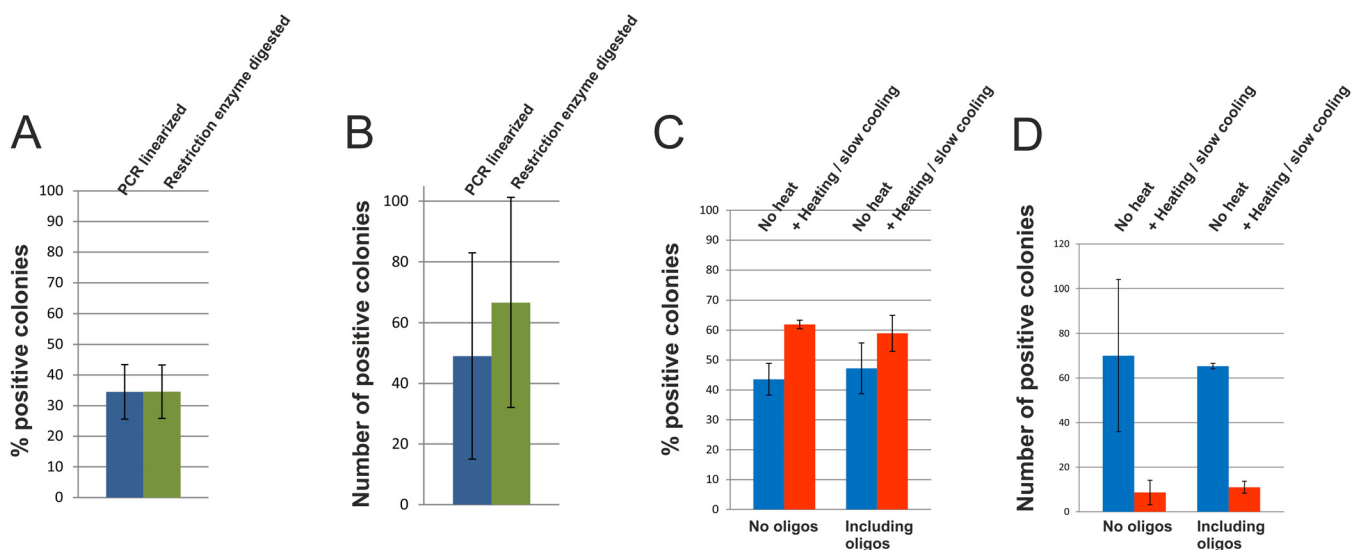 A
PCR linearized
Restriction enzyme digested
% positive colonies
100
90
80
70
60
50
40
30
20
10
0
B
PCR linearized
Restriction enzyme digested
Number of positive colonies
100
80
60
40
20
0
C
No heat
+ Heating / slow cooling
No heat
+ Heating / slow cooling
% positive colonies
100
90
80
70
60
50
40
30
20
10
0
No oligos
Including
oligos
D
No heat
+ Heating / slow cooling
No heat
+ Heating / slow cooling
Number of positive colonies
120
100
80
60
40
20
0
No oligos
Including
oligos